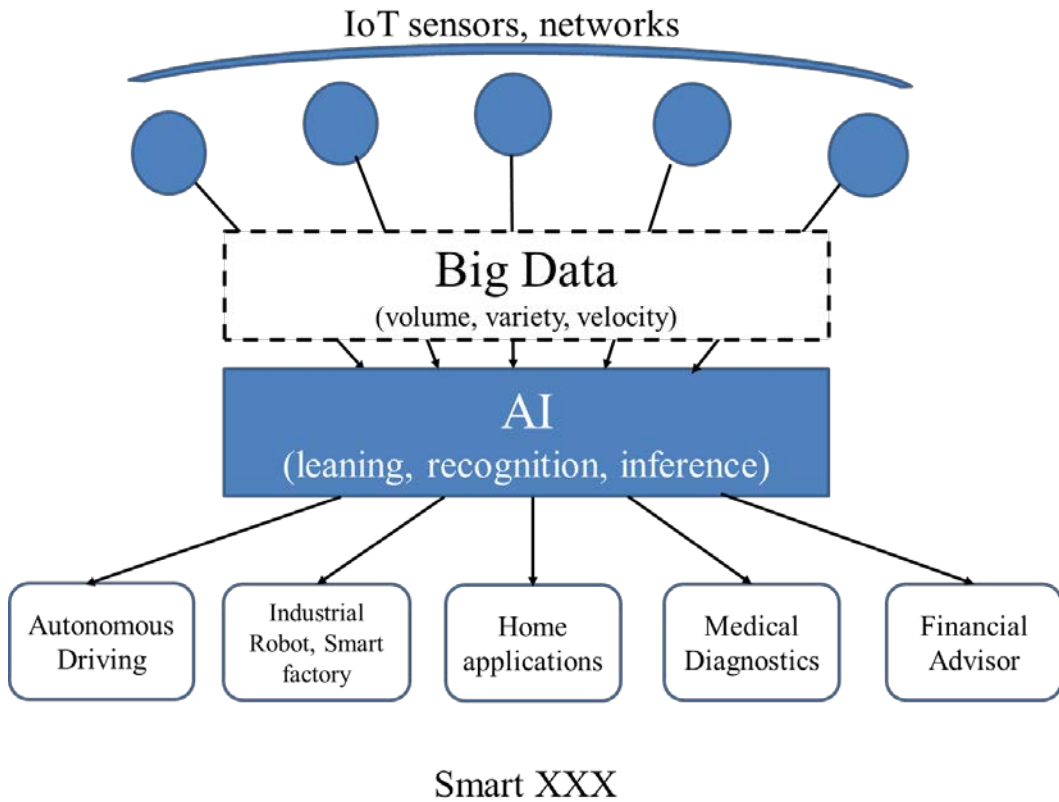 IoT sensors, networks
Big Data
(volume, variety, velocity)
AI
(leaning, recognition, inference)
Autonomous
Driving
Industrial
Robot, Smart
factory
Home
applications
Medical
Diagnostics
Financial
Advisor
Smart XXX